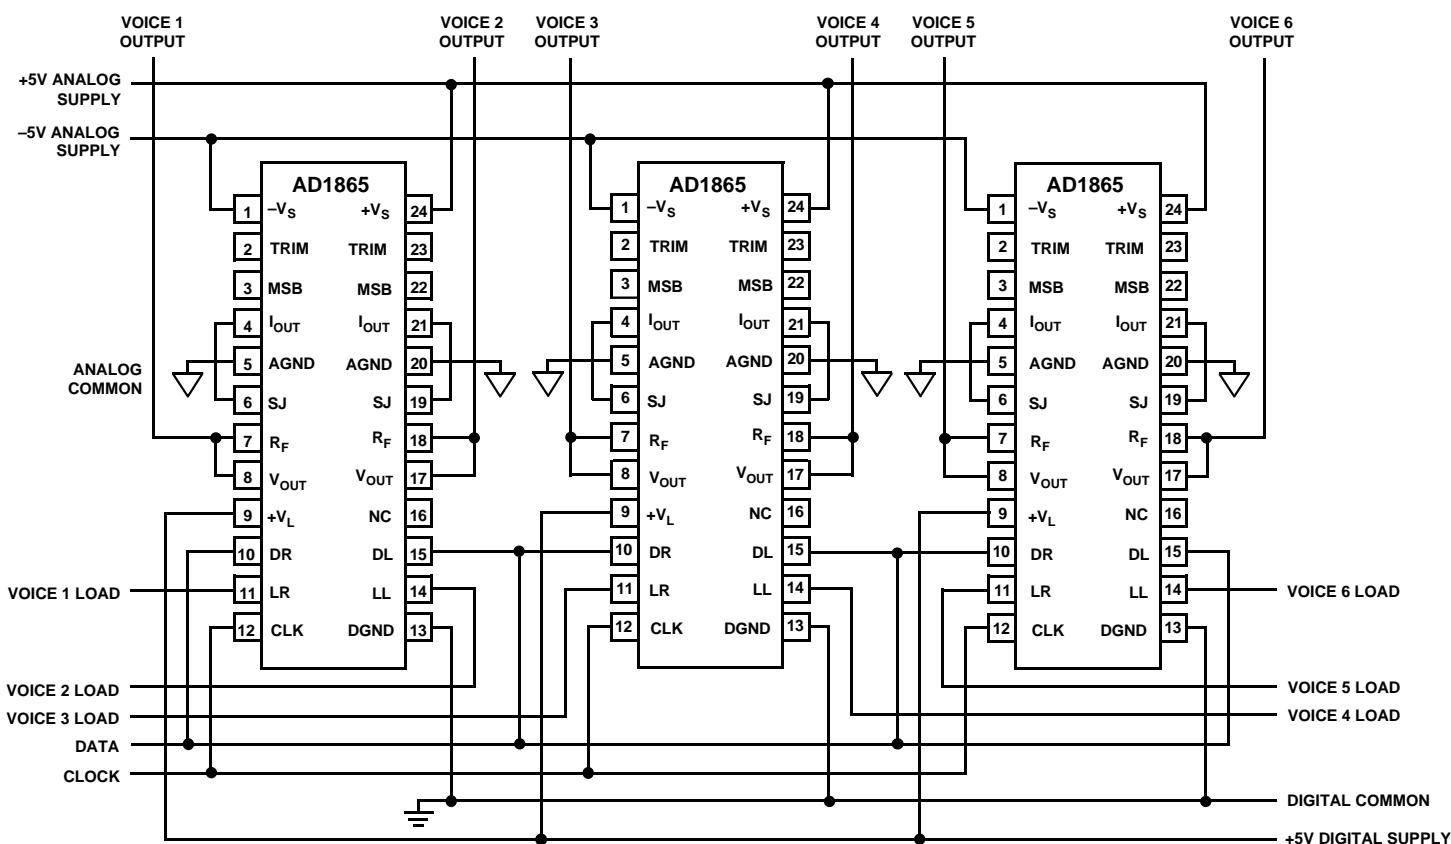 VOICE 1 OUTPUT
VOICE 2 OUTPUT
VOICE 3 OUTPUT
VOICE 4 OUTPUT
VOICE 5 OUTPUT
VOICE 6 OUTPUT
+5V ANALOG SUPPLY
–5V ANALOG SUPPLY
ANALOG COMMON
AD1865
1 –VS +VS 24
2 TRIM TRIM 23
3 MSB MSB 22
4 IOUT IOUT 21
5 AGND AGND 20
6 SJ SJ 19
7 RF RF 18
8 VOUT VOUT 17
9 +VL NC 16
10 DR DL 15
11 LR LL 14
12 CLK DGND 13
AD1865
1 –VS +VS 24
2 TRIM TRIM 23
3 MSB MSB 22
4 IOUT IOUT 21
5 AGND AGND 20
6 SJ SJ 19
7 RF RF 18
8 VOUT VOUT 17
9 +VL NC 16
10 DR DL 15
11 LR LL 14
12 CLK DGND 13
AD1865
1 –VS +VS 24
2 TRIM TRIM 23
3 MSB MSB 22
4 IOUT IOUT 21
5 AGND AGND 20
6 SJ SJ 19
7 RF RF 18
8 VOUT VOUT 17
9 +VL NC 16
10 DR DL 15
11 LR LL 14
12 CLK DGND 13
VOICE 1 LOAD
VOICE 6 LOAD
VOICE 2 LOAD
VOICE 5 LOAD
VOICE 3 LOAD
VOICE 4 LOAD
DATA
CLOCK
DIGITAL COMMON
+5V DIGITAL SUPPLY